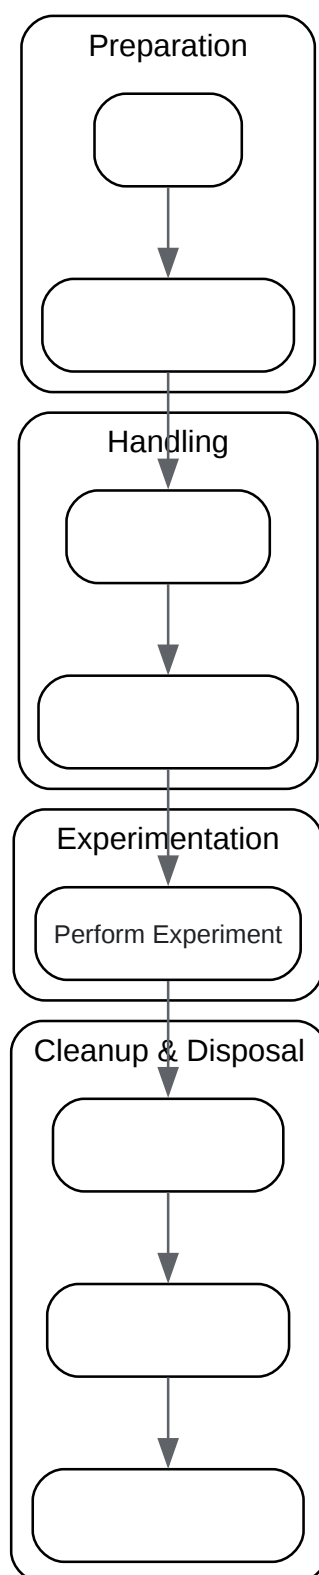 Preparation
Handling
Experimentation
Perform Experiment
Cleanup & Disposal